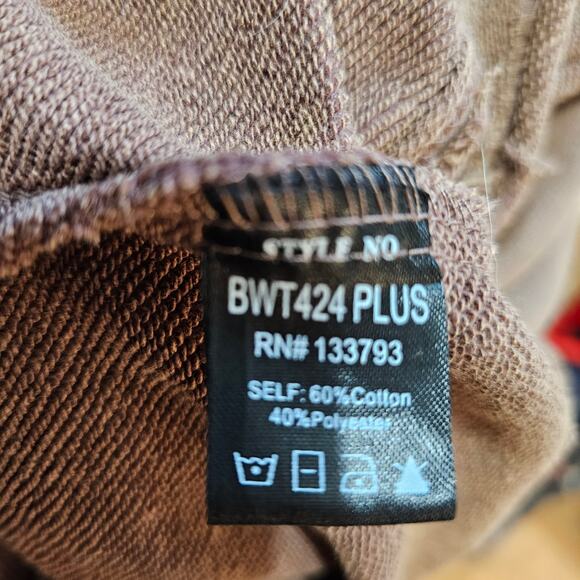 STYLE NO
BWT424 PLUS
RN# 133793
SELF: 60%Cotton
40%Polyester